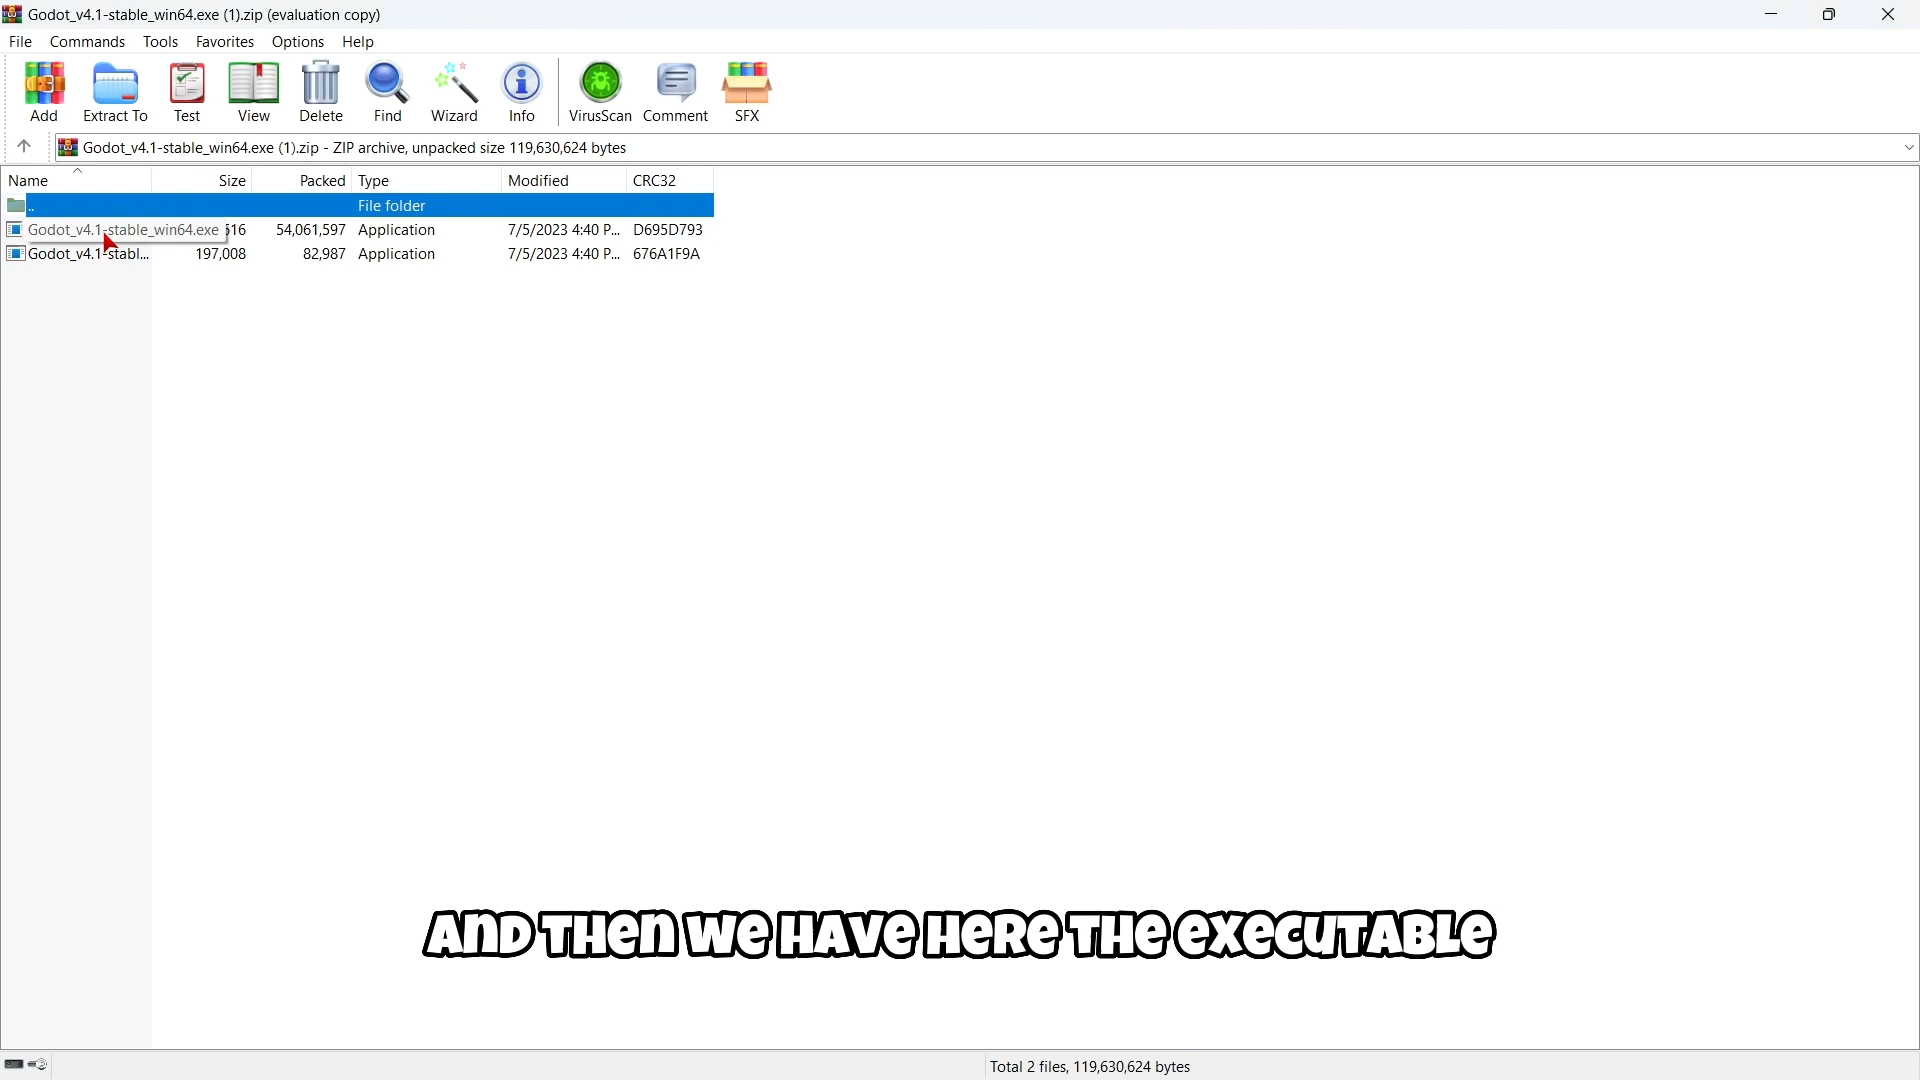 Godot_v4.1-stable_win64.exe (1).zip (evaluation copy)
File Commands Tools Favorites Options Help
Add Extract To Test View Delete Find Wizard Info VirusScan Comment SFX
Godot_v4.1-stable_win64.exe (1).zip - ZIP archive, unpacked size 119,630,624 bytes
Name Size Packed Type Modified CRC32
.. File folder
Godot_v4.1-stable_win64.exe 616 54,061,597 Application 7/5/2023 4:40 P... D695D793
Godot_v4.1-stabl... 197,008 82,987 Application 7/5/2023 4:40 P... 676A1F9A
And then we have here the executable
Total 2 files, 119,630,624 bytes